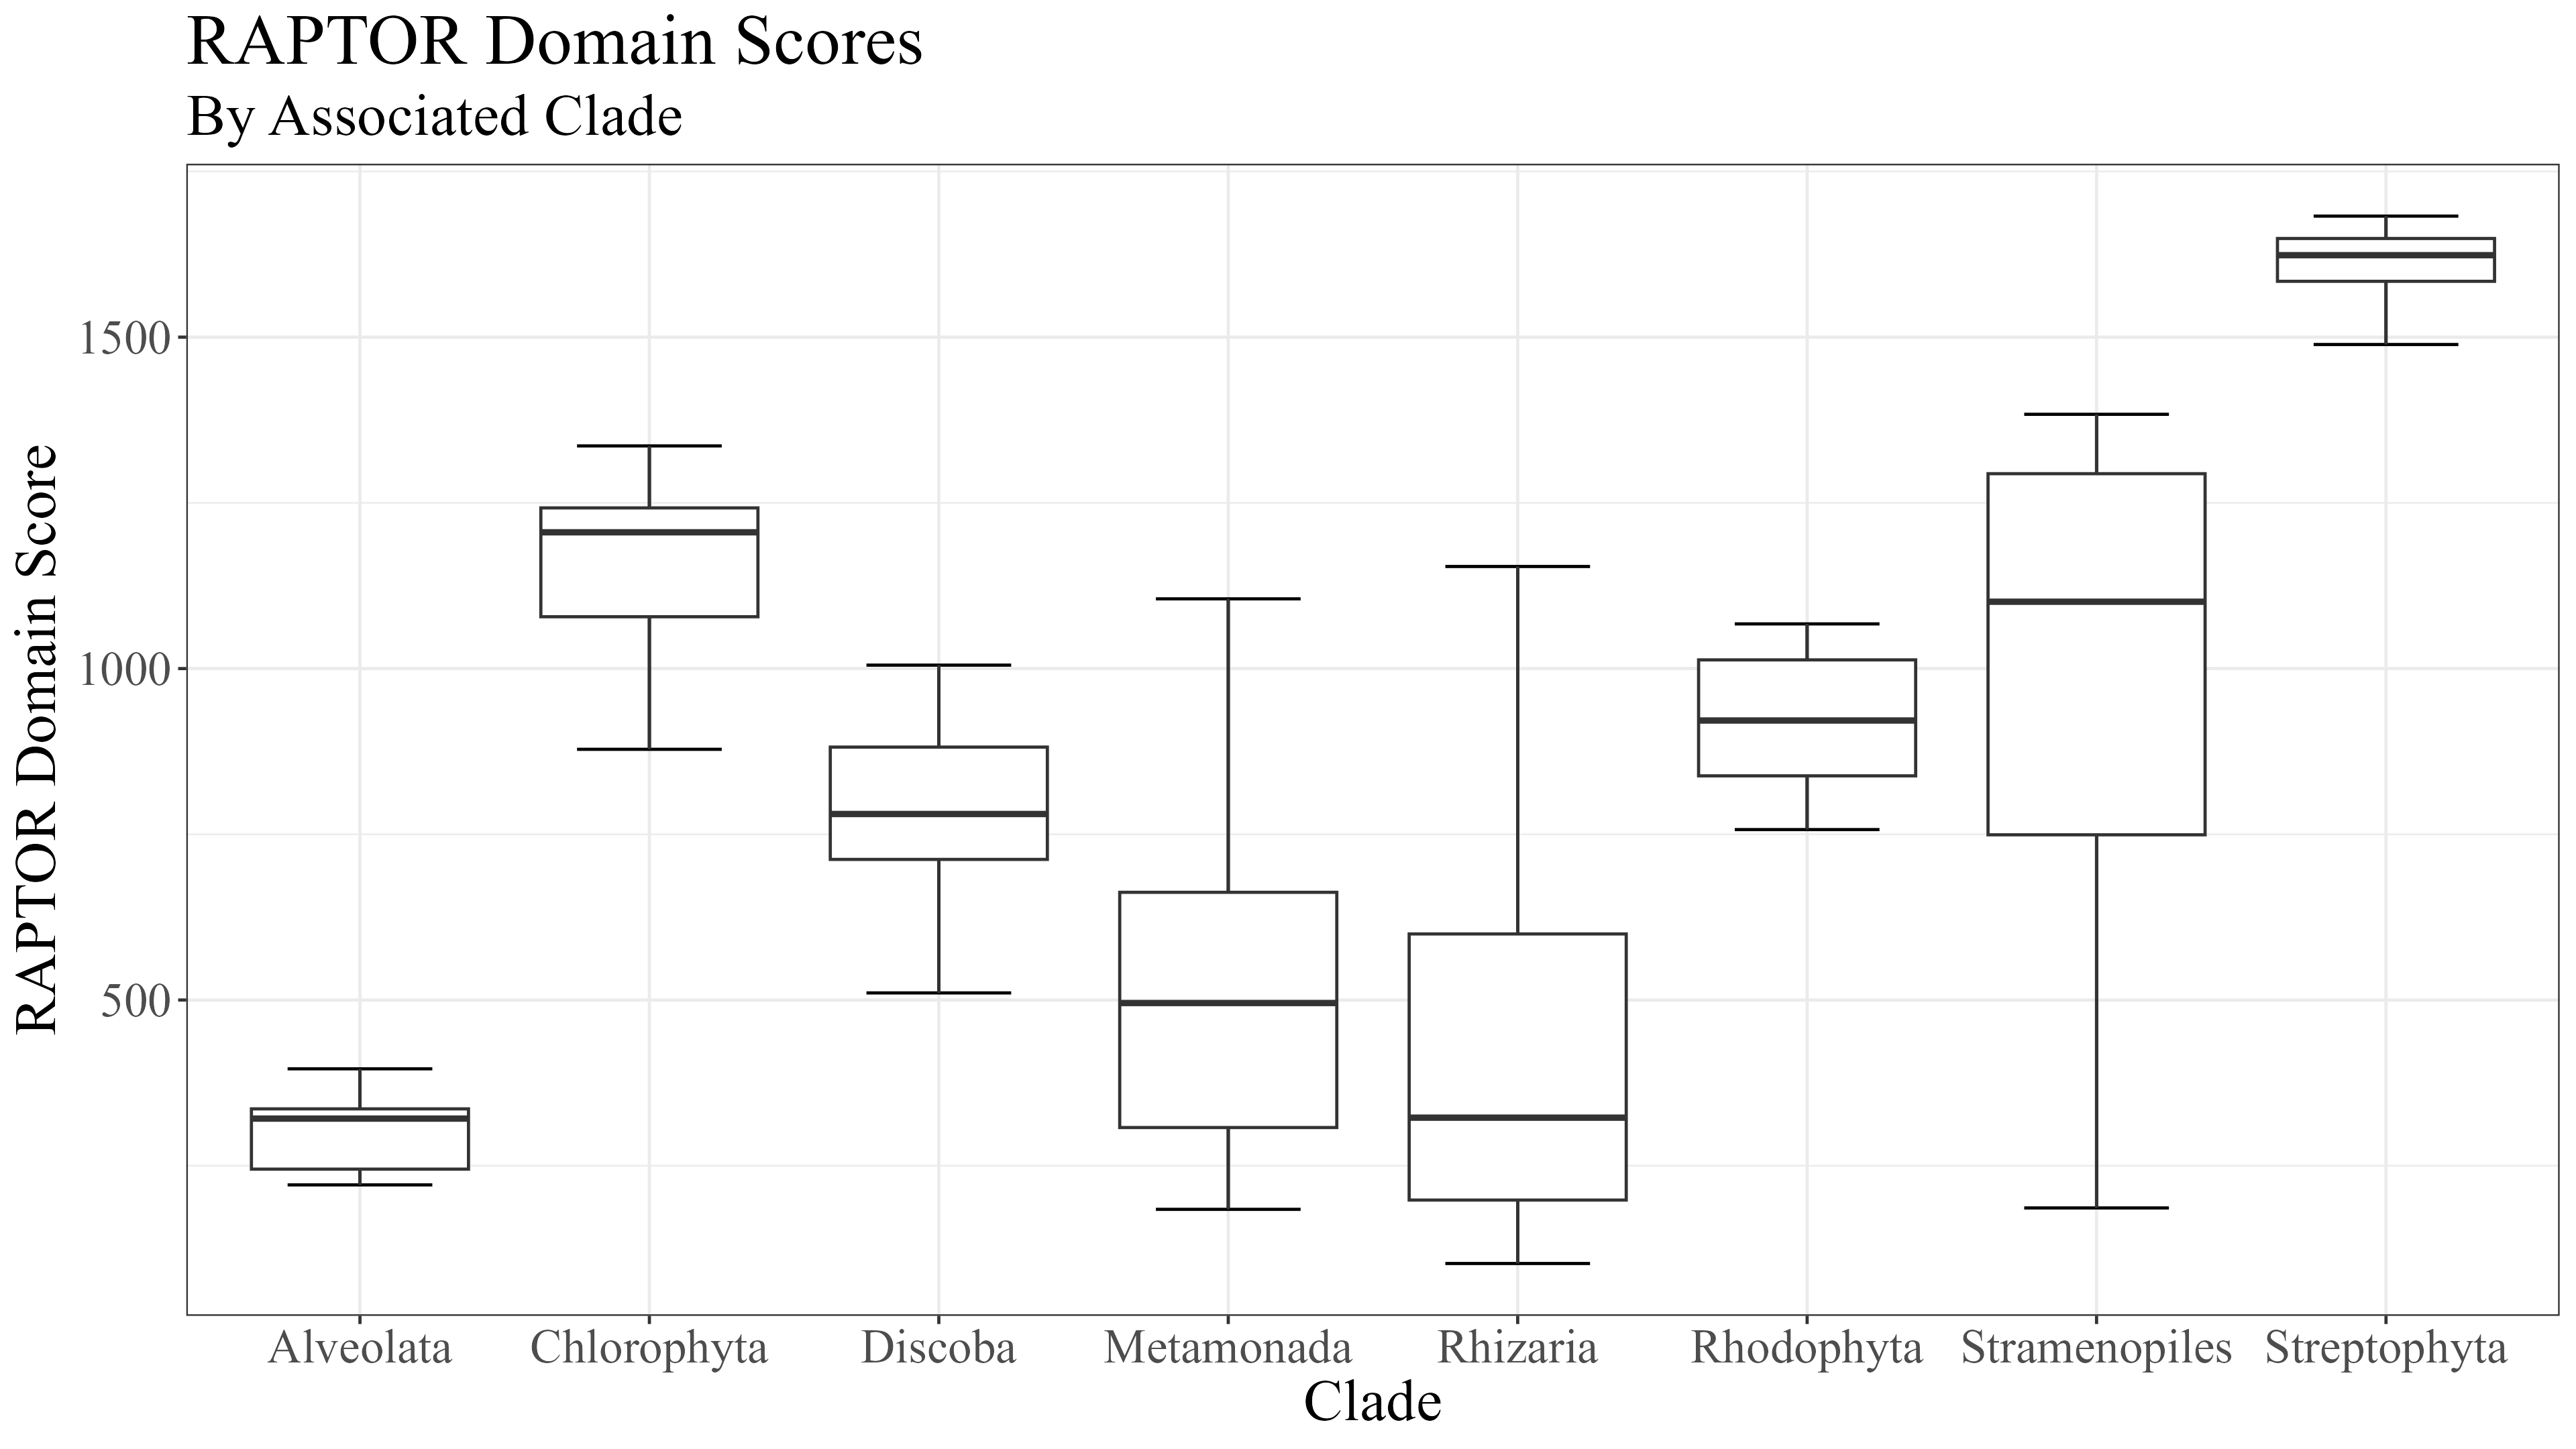 RAPTOR Domain Scores
By Associated Clade
RAPTOR Domain Score
1500
1000
500
Alveolata Chlorophyta Discoba Metamonada Rhizaria Rhodophyta Stramenopiles Streptophyta
Clade